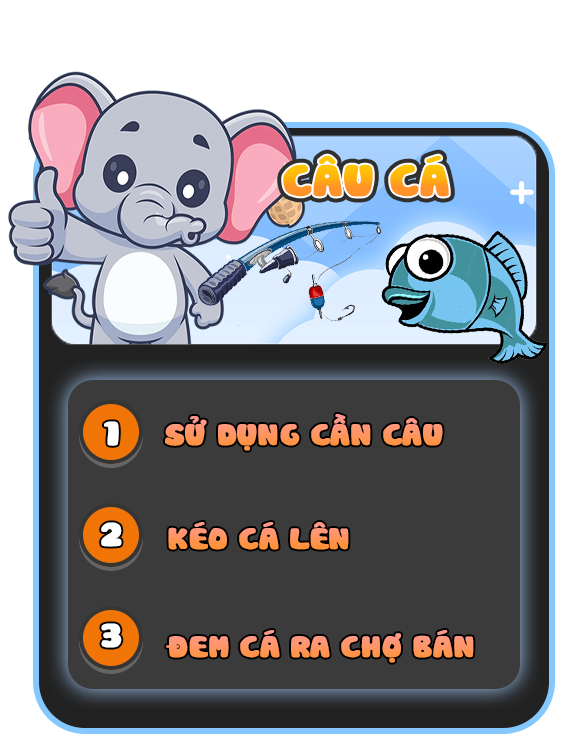 CÂU CÁ
1 SỬ DỤNG CẦN CÂU
2 KÉO CÁ LÊN
3 ĐEM CÁ RA CHỢ BÁN